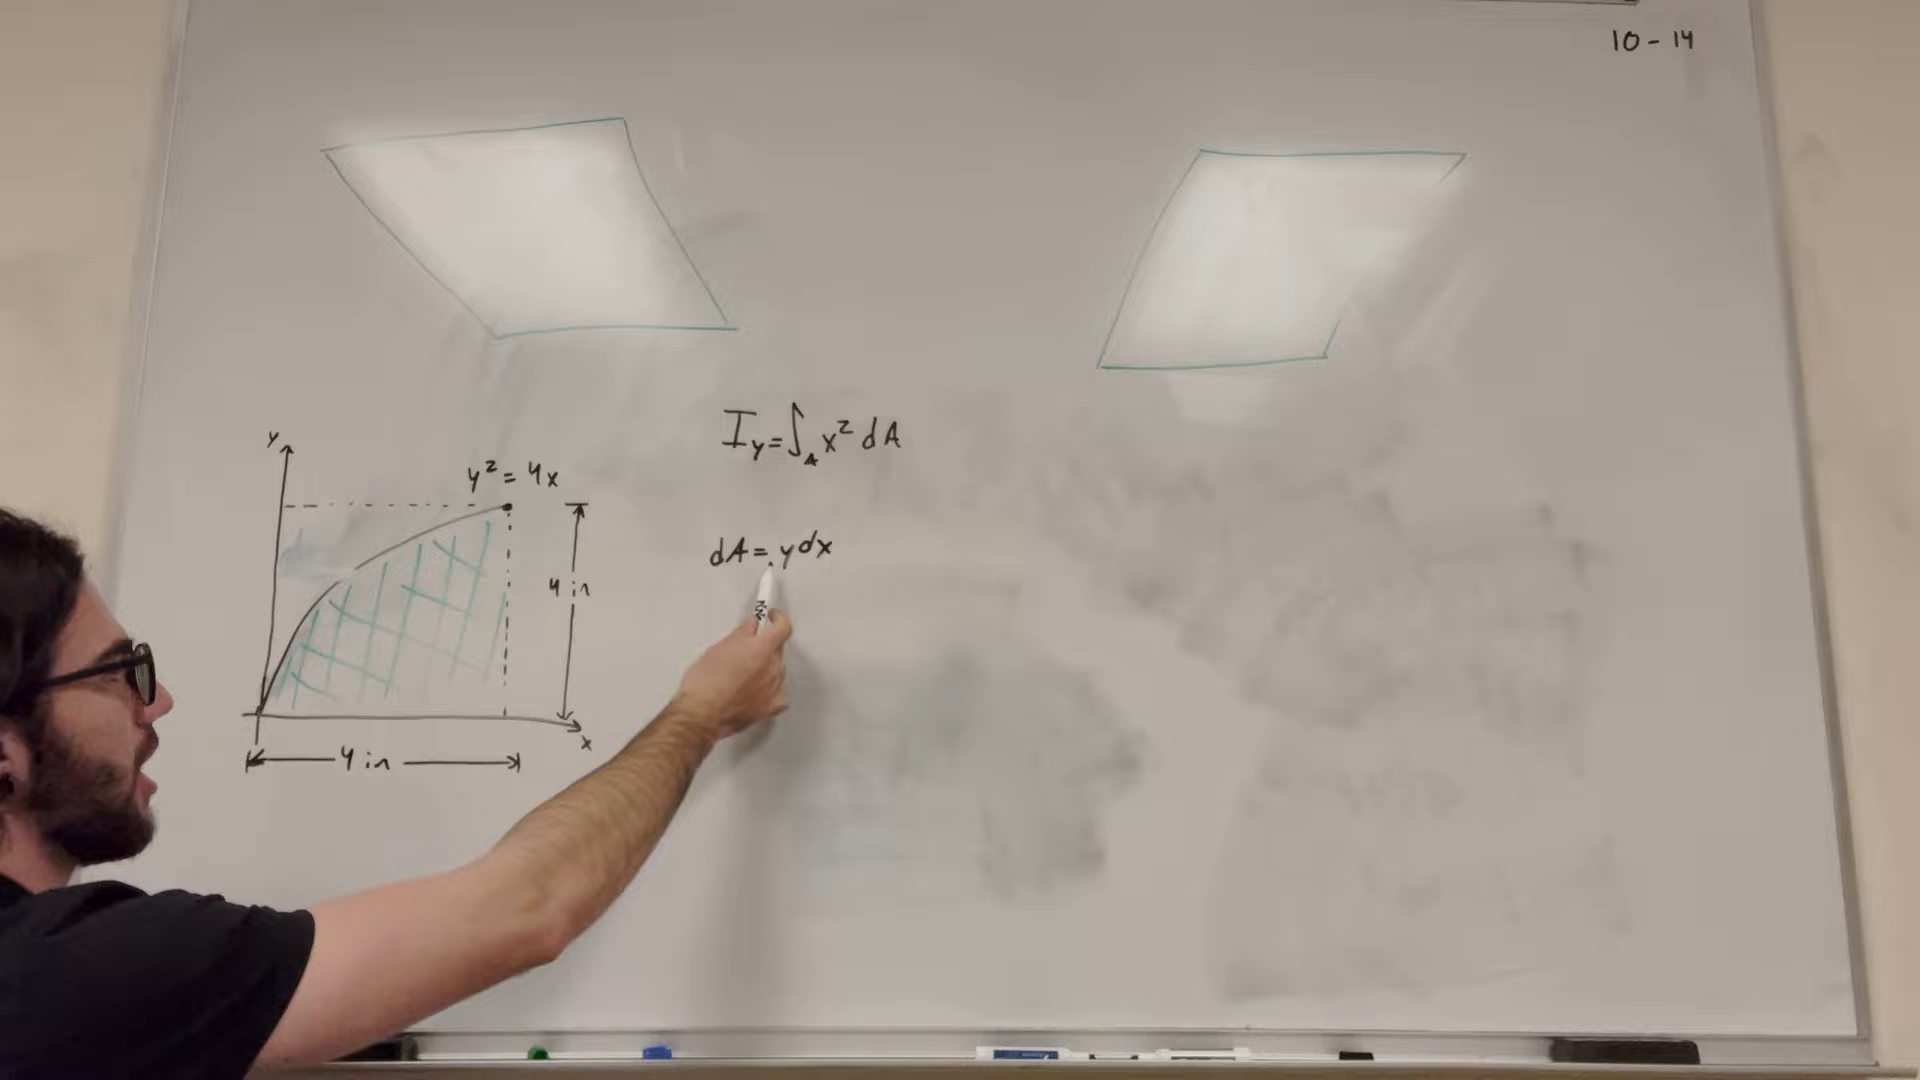 10 - 14
I_y = ∫_A x² dA
y
y² = 4x
dA = y dx
4 in
x
4 in